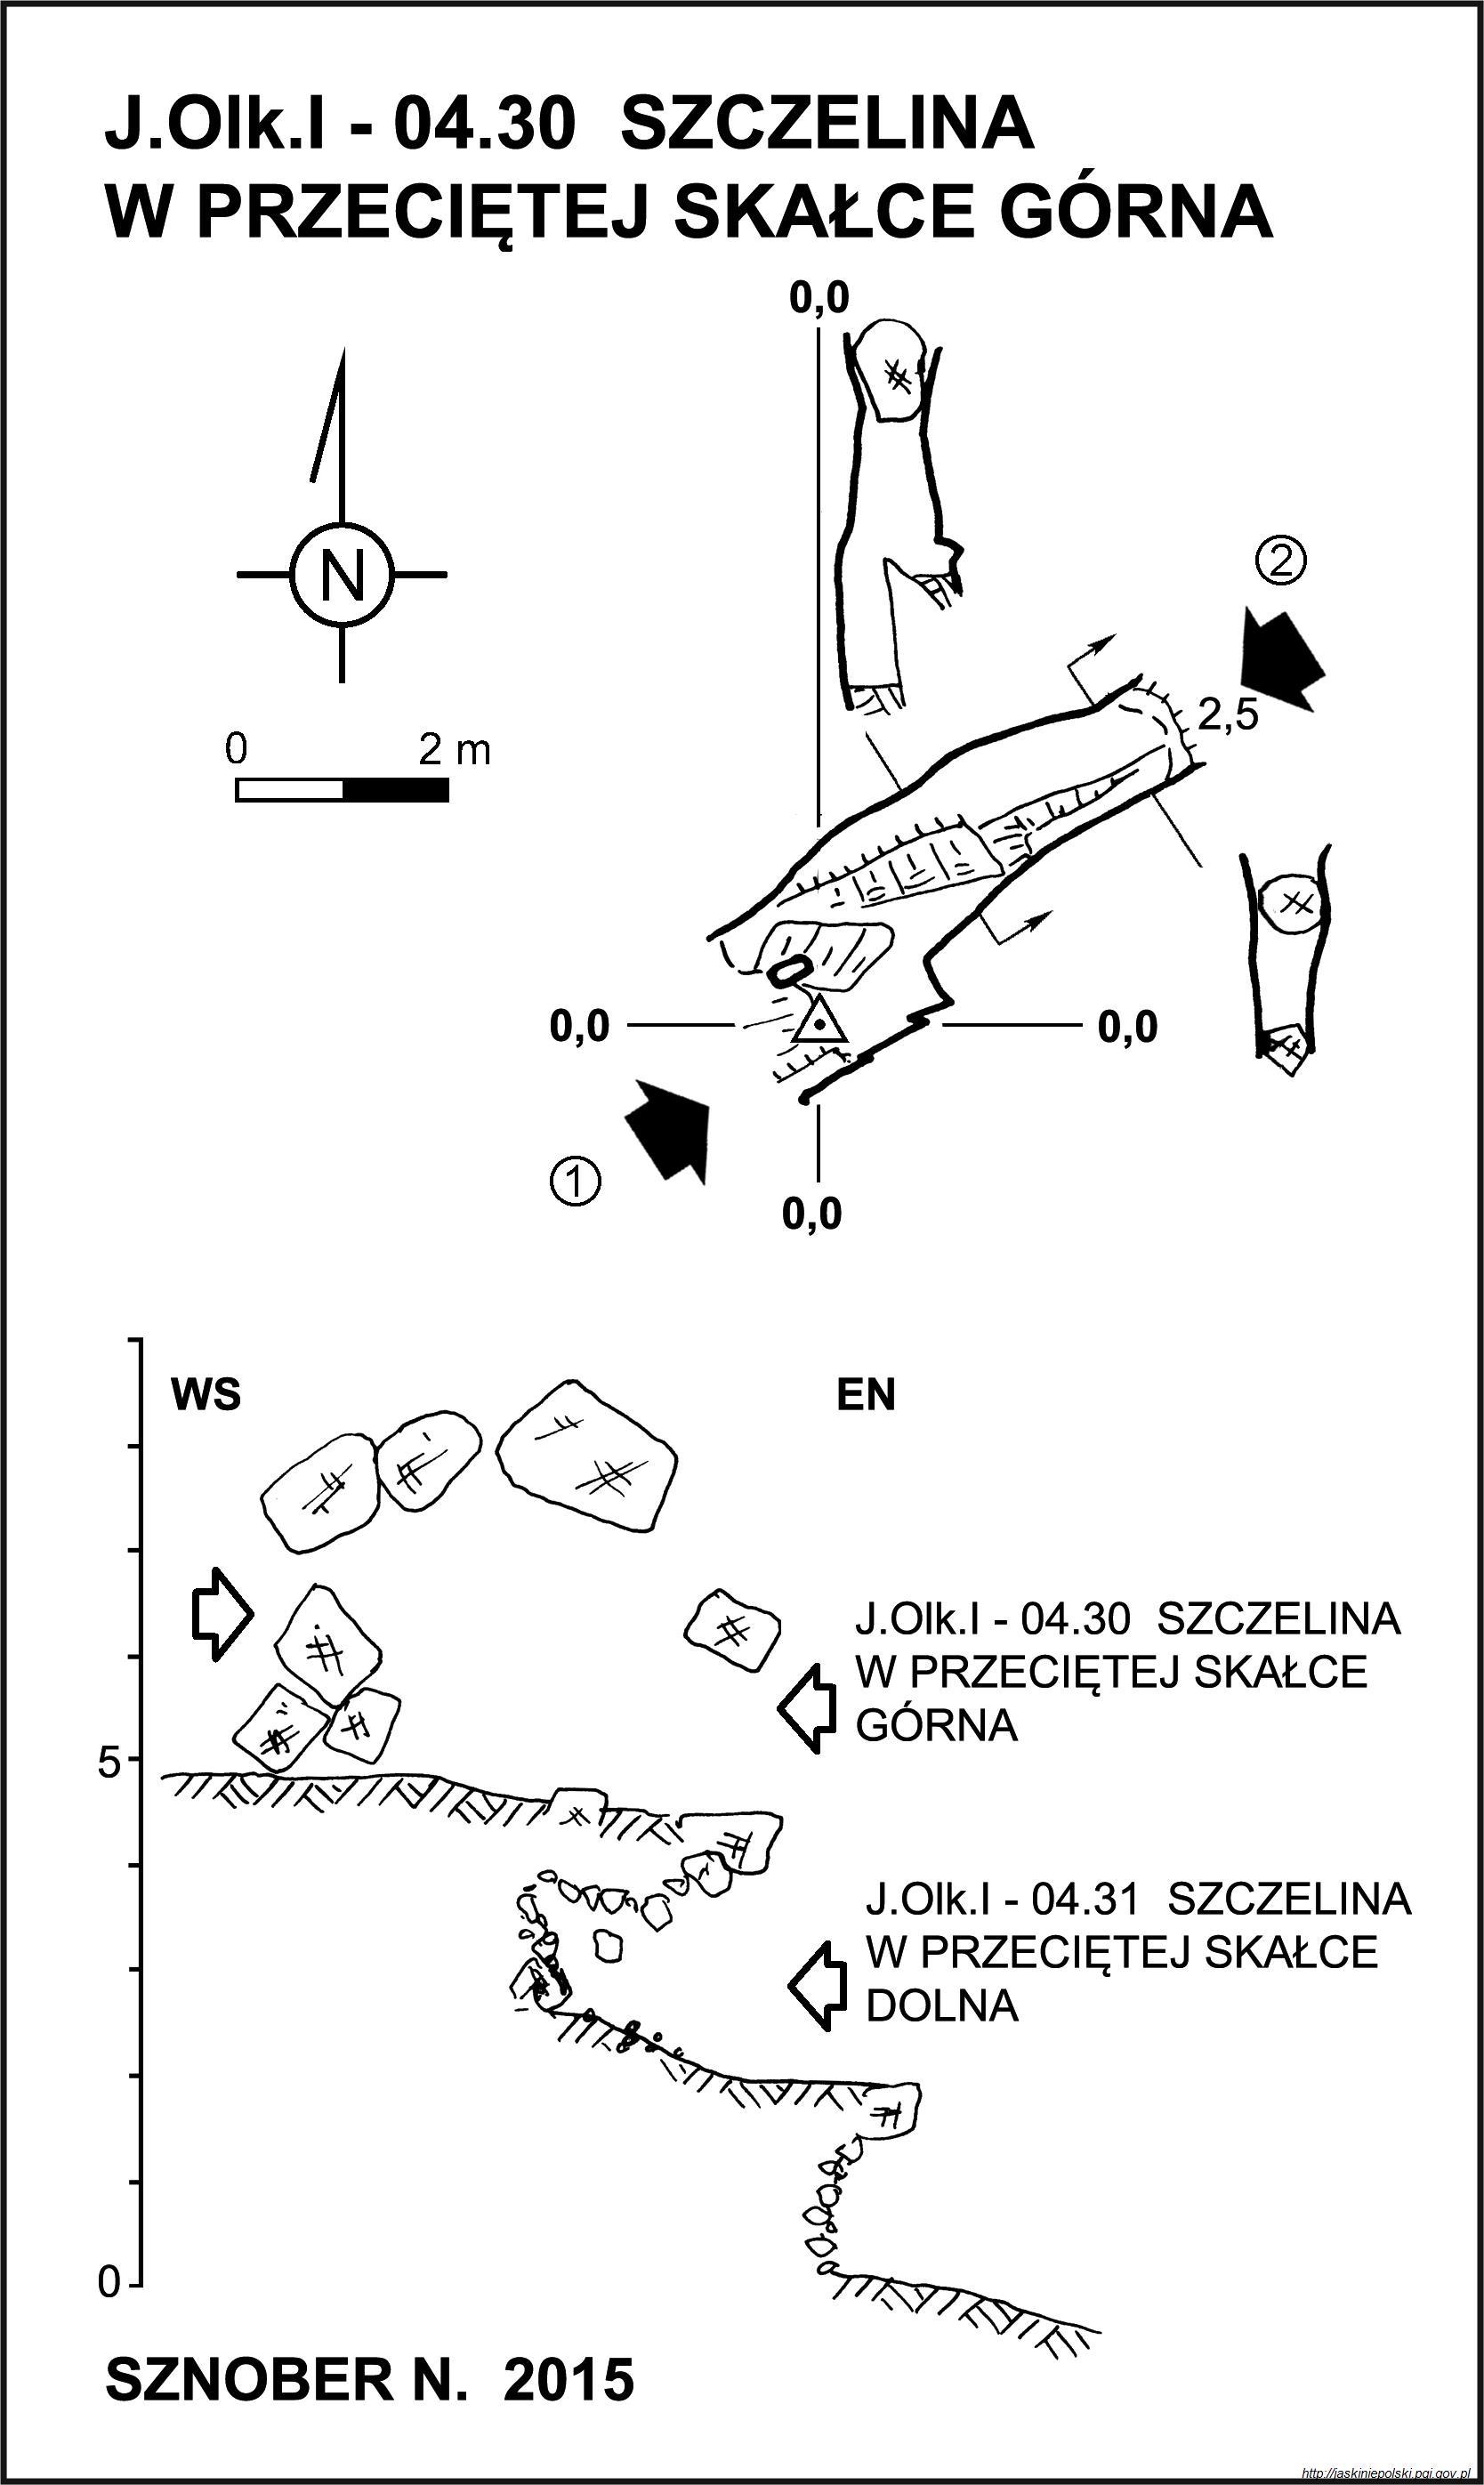 J.Olk.I - 04.30 SZCZELINA
W PRZECIĘTEJ SKAŁCE GÓRNA
0,0
N
2
2,5
0 2 m
0,0 0,0
1
0,0
WS EN
J.Olk.I - 04.30 SZCZELINA
W PRZECIĘTEJ SKAŁCE
GÓRNA
5
J.Olk.I - 04.31 SZCZELINA
W PRZECIĘTEJ SKAŁCE
DOLNA
0
SZNOBER N. 2015
http://jaskiniepolski.pgi.gov.pl